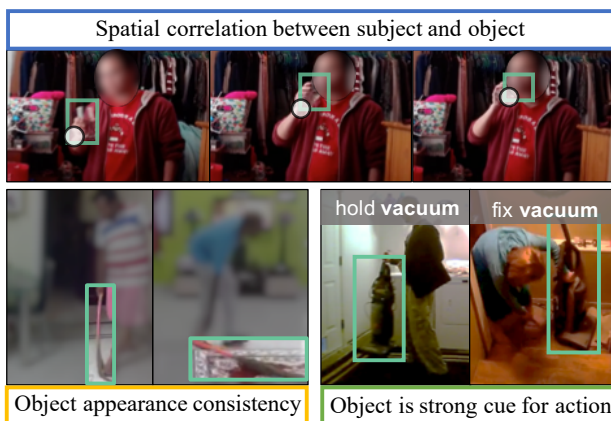 Spatial correlation between subject and object
hold vacuum
fix vacuum
Object appearance consistency
Object is strong cue for action